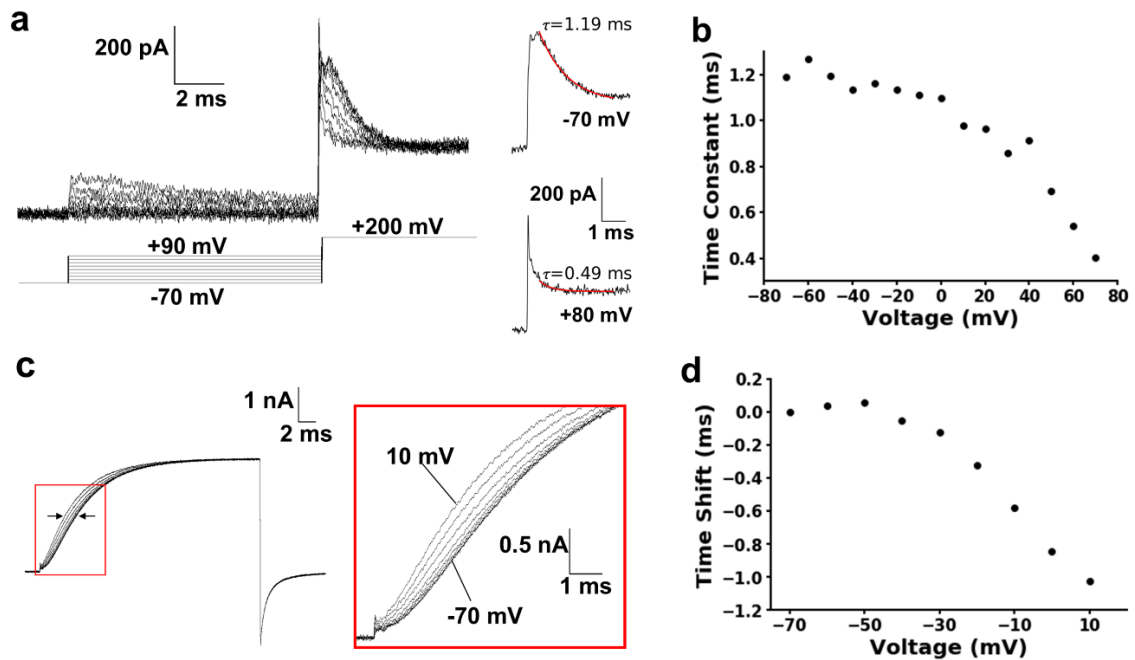 a
200 pA
2 ms
+90 mV
-70 mV
+200 mV
τ=1.19 ms
-70 mV
200 pA
1 ms
τ=0.49 ms
+80 mV
b
Time Constant (ms)
1.2
1.0
0.8
0.6
0.4
−80 −60 −40 −20 0 20 40 60 80
Voltage (mV)
c
1 nA
2 ms
10 mV
-70 mV
0.5 nA
1 ms
d
Time Shift (ms)
0.2
0.0
−0.2
−0.4
−0.6
−0.8
−1.0
−1.2
−70 −50 −30 −10 10
Voltage (mV)